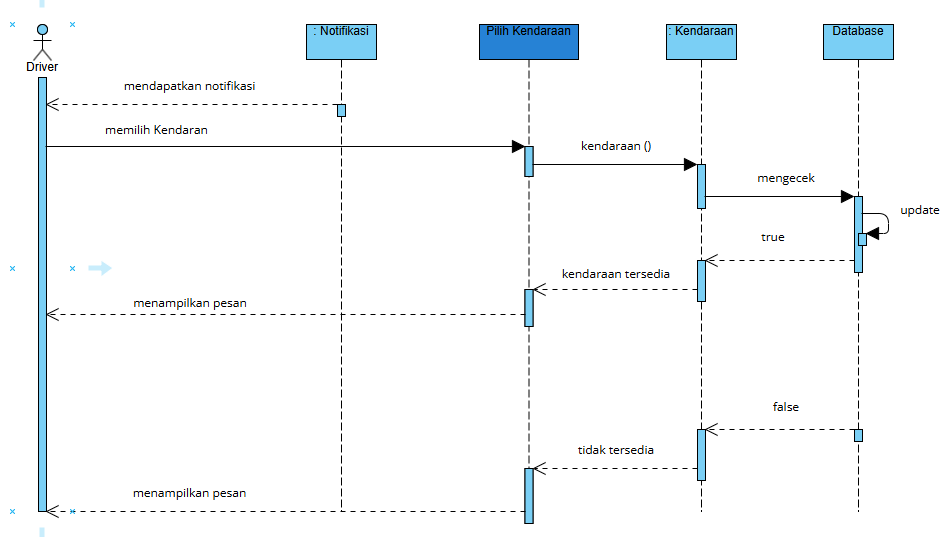 : Notifikasi
Pilih Kendaraan
: Kendaraan
Database
Driver
mendapatkan notifikasi
memilih Kendaran
kendaraan ()
mengecek
update
true
kendaraan tersedia
menampilkan pesan
false
tidak tersedia
menampilkan pesan